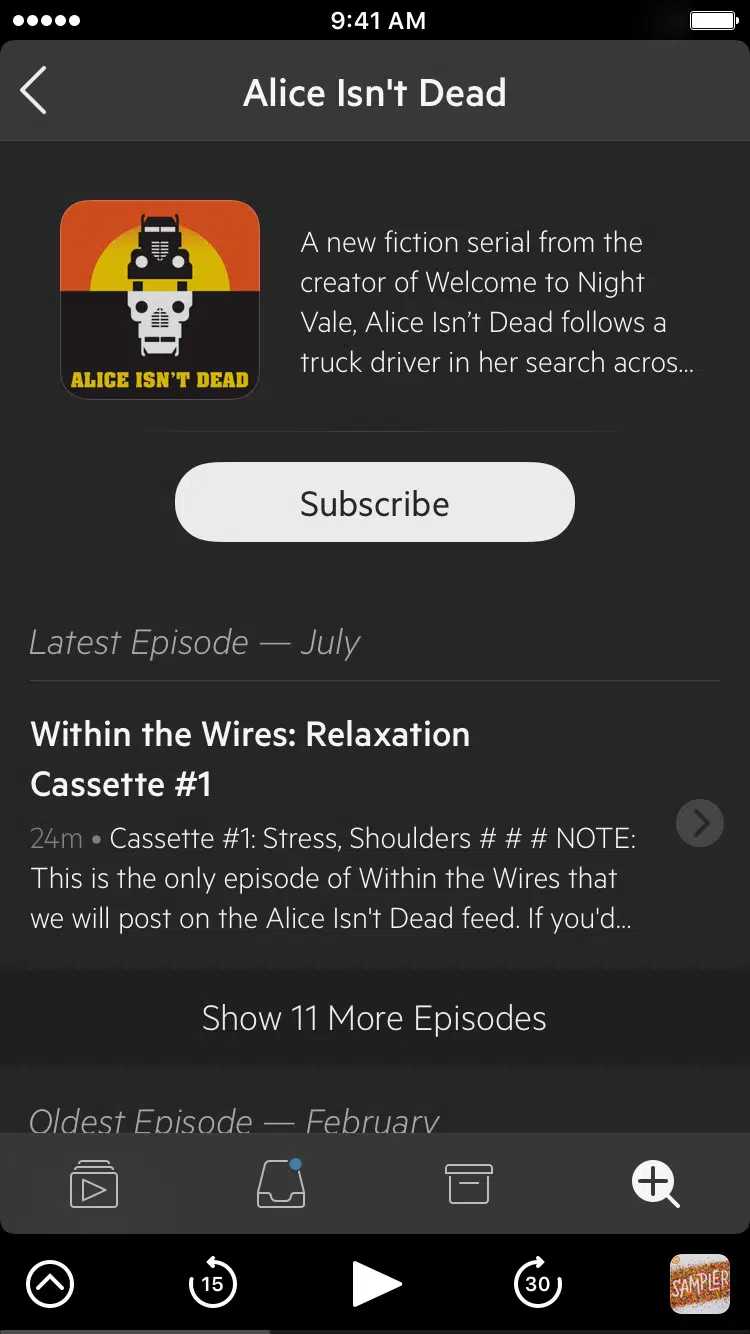 9:41 AM
Alice Isn't Dead
ALICE ISN'T DEAD
A new fiction serial from the
creator of Welcome to Night
Vale, Alice Isn’t Dead follows a
truck driver in her search acros...
Subscribe
Latest Episode — July
Within the Wires: Relaxation
Cassette #1
24m • Cassette #1: Stress, Shoulders # # # NOTE:
This is the only episode of Within the Wires that
we will post on the Alice Isn't Dead feed. If you'd...
Show 11 More Episodes
Oldest Episode — February
15
30
SAMPLER